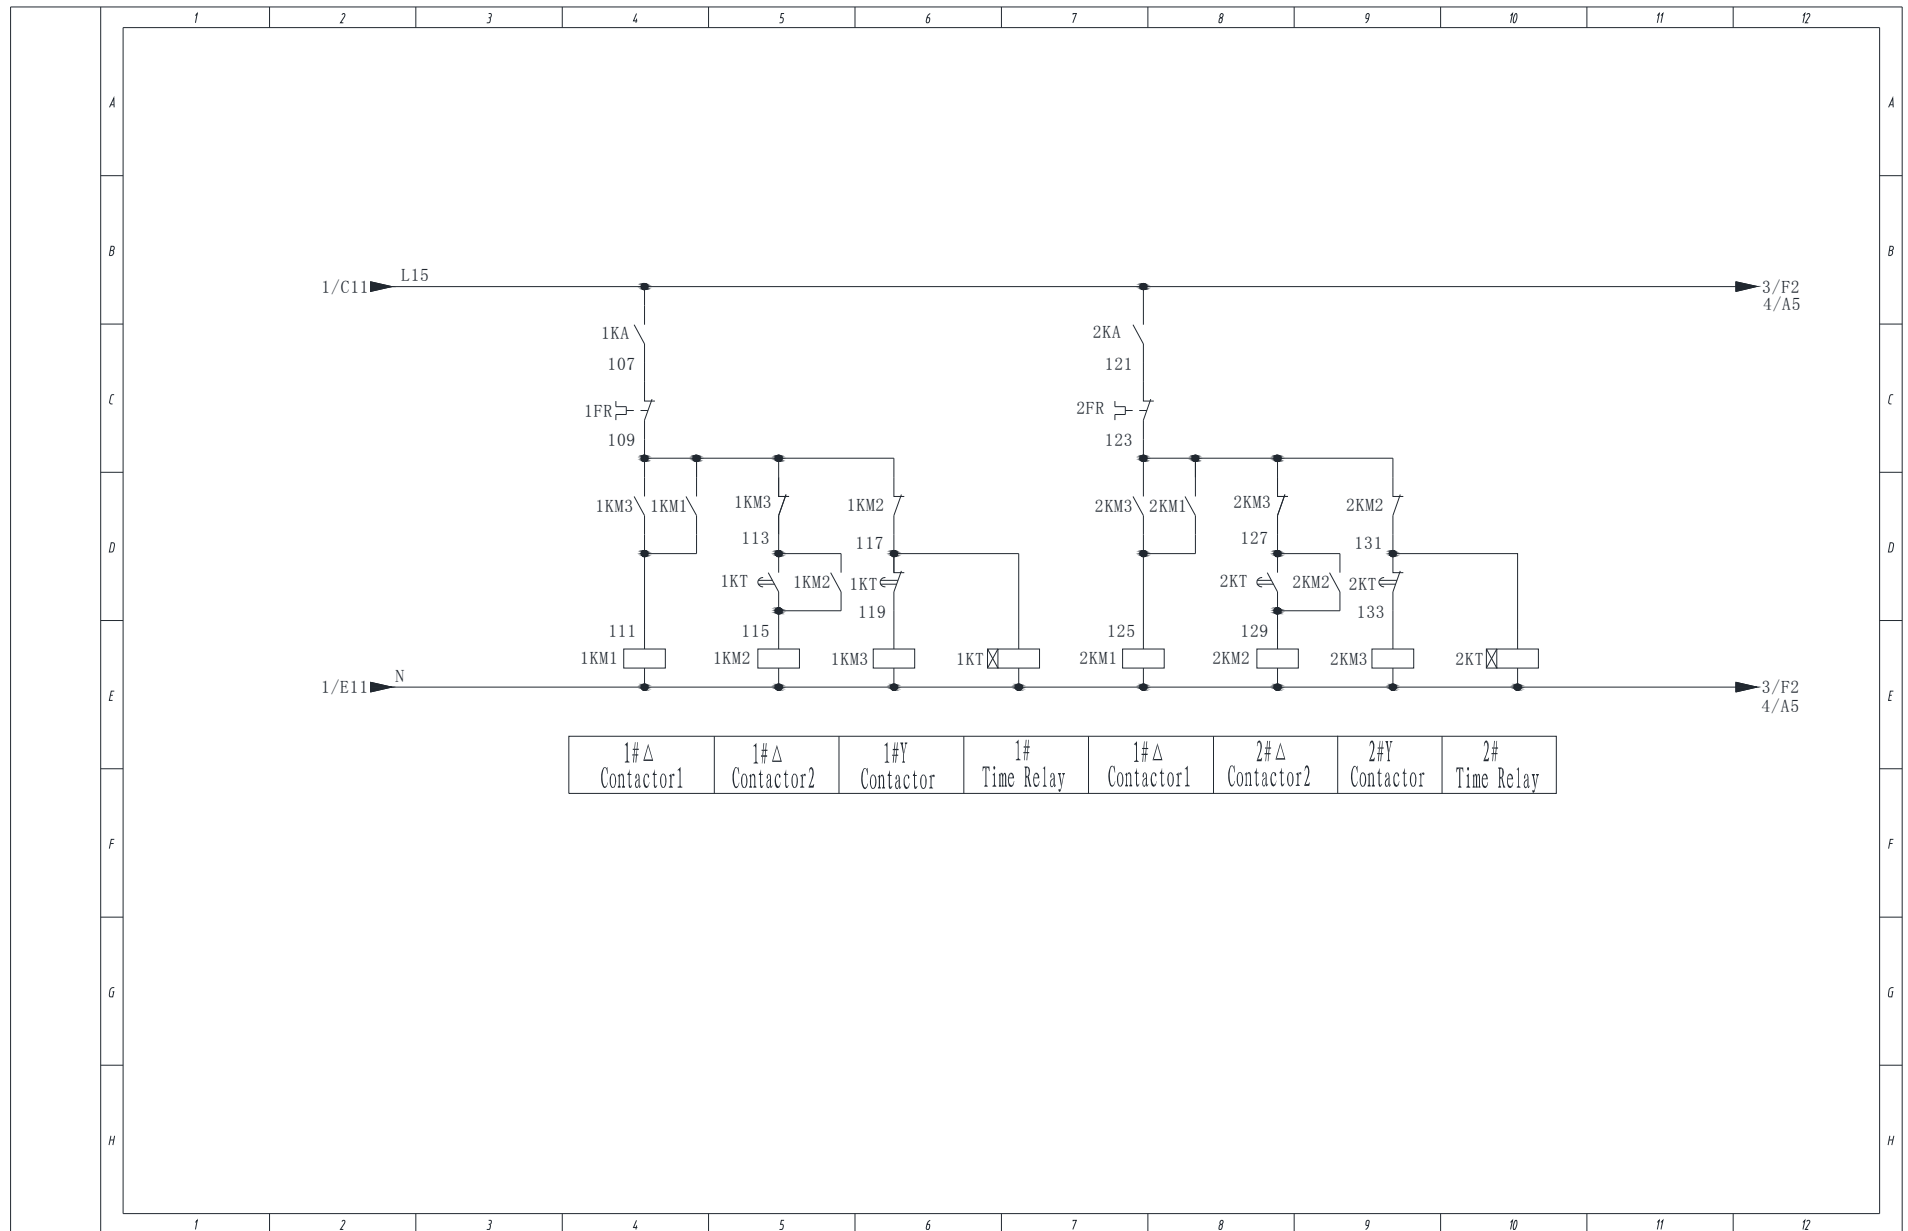 1 2 3 4 5 6 7 8 9 10 11 12
A A
B B
L15
1/C11 3/F2
4/A5
1KA 2KA
107 121
C C
1FR 2FR
109 123
1KM3 1KM1 1KM3 1KM2 2KM3 2KM1 2KM3 2KM2
113 117 127 131
D D
1KT 1KM2 1KT 2KT 2KM2 2KT
119 133
111 115 125 129
1KM1 1KM2 1KM3 1KT 2KM1 2KM2 2KM3 2KT
N
1/E11 3/F2
4/A5
E E
1#△ 1#△ 1#Y 1# 1#△ 2#△ 2#Y 2#
Contactor1 Contactor2 Contactor Time Relay Contactor1 Contactor2 Contactor Time Relay
F F
G G
H H
1 2 3 4 5 6 7 8 9 10 11 12